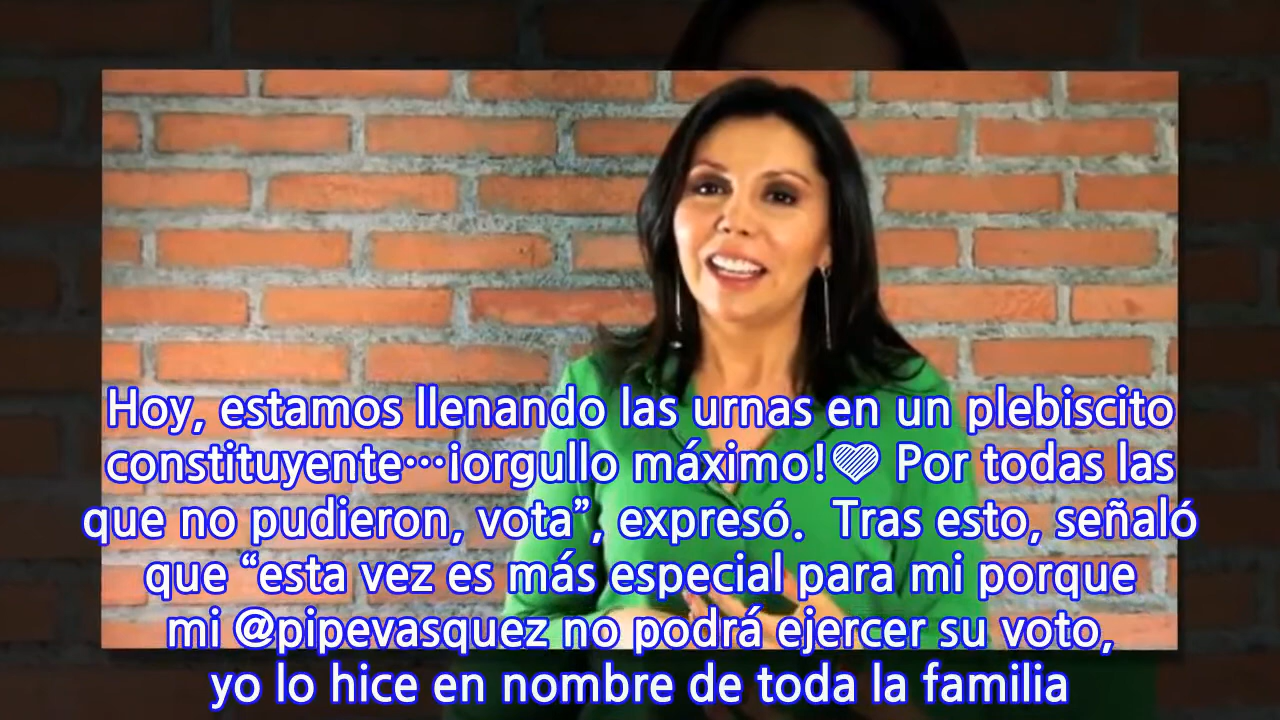 Hoy, estamos llenando las urnas en un plebiscito
constituyente…¡orgullo máximo!💜 Por todas las
que no pudieron, vota”, expresó.  Tras esto, señaló
que “esta vez es más especial para mi porque
mi @pipevasquez no podrá ejercer su voto,
yo lo hice en nombre de toda la familia